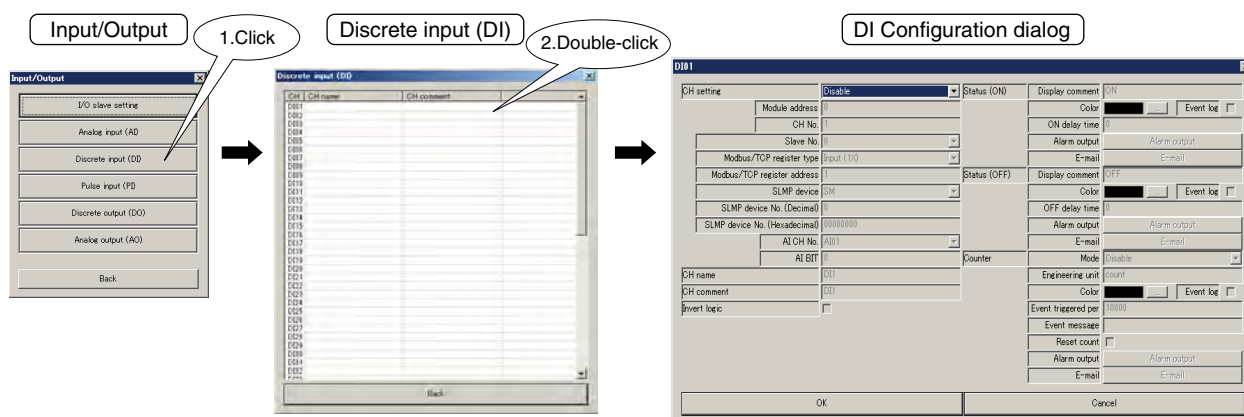 Input/Output
1.Click
Discrete input (DI)
2.Double-click
DI Configuration dialog
Input/Output
I/O slave setting
Analog input (AI)
Discrete input (DI)
Pulse input (PI)
Discrete output (DO)
Analog output (AO)
Back
Discrete input (DI)
CH CH name CH comment
DI01
DI02
DI03
DI04
DI05
DI06
DI07
DI08
DI09
DI10
DI11
DI12
DI13
DI14
DI15
DI16
DI17
DI18
DI19
DI20
DI21
DI22
DI23
DI24
DI25
DI26
DI27
DI28
DI29
DI30
DI31
DI32
Back
DI01
CH setting Disable
Module address 0
CH No. 1
Slave No. 0
Modbus/TCP register type Input (1X)
Modbus/TCP register address 1
SLMP device SM
SLMP device No. (Decimal) 0
SLMP device No. (Hexadecimal) 00000000
AI CH No. AI01
AI BIT 0
CH name DI1
CH comment DI1
Invert logic
Status (ON) Display comment ON
Color ... Event log
ON delay time 0
Alarm output Alarm output
E-mail E-mail
Status (OFF) Display comment OFF
Color ... Event log
OFF delay time 0
Alarm output Alarm output
E-mail E-mail
Counter Mode Disable
Engineering unit count
Color ... Event log
Event triggered per 10000
Event message
Reset count
Alarm output Alarm output
E-mail E-mail
OK Cancel